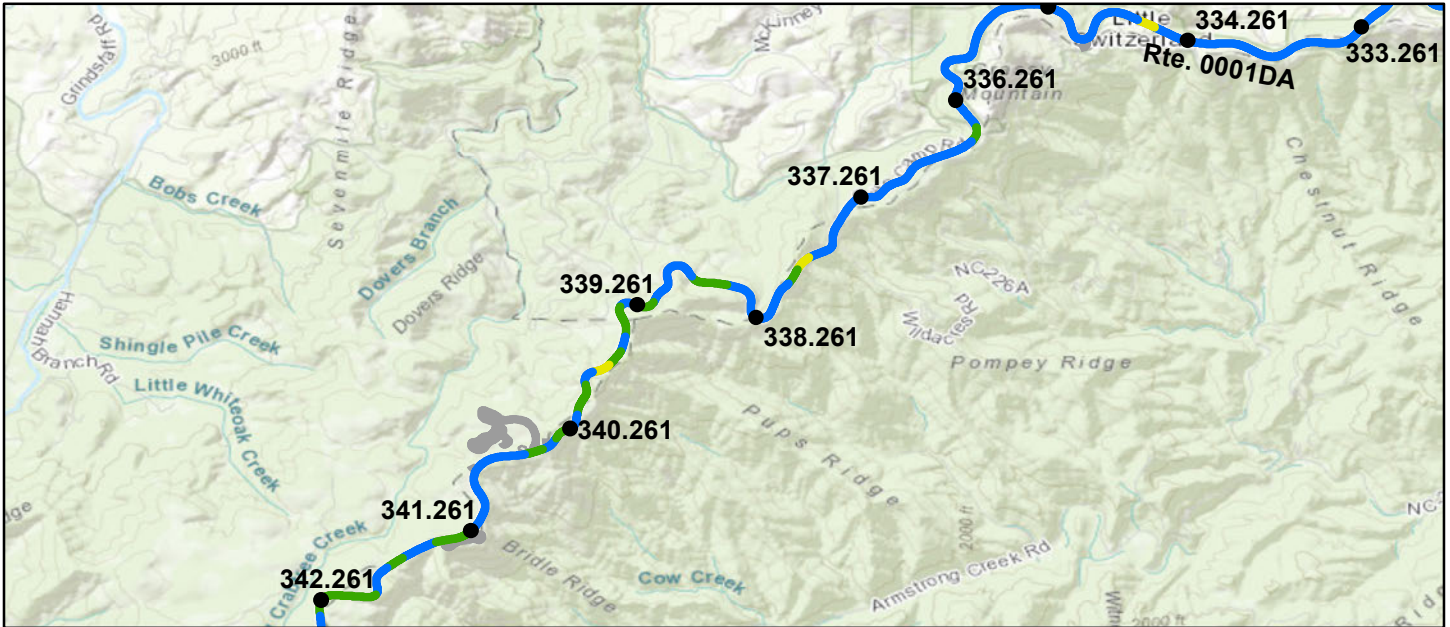 Grindstaff Rd
3000 ft
Sevenmile Ridge
McKinney
Little
Switzerland
334.261
333.261
Rte. 0001DA
336.261
Mountain
Camp Rd
337.261
Chestnut Ridge
Bobs Creek
Dovers Branch
Dovers Ridge
339.261
338.261
NC226A
Wildacres Rd
Pompey Ridge
Hannah
Branch Rd
Shingle Pile Creek
Little Whiteoak Creek
Pups Ridge
340.261
341.261
2000 ft
Bridle Ridge
Cow Creek
Armstrong Creek Rd
342.261
Crabtree Creek
2000 ft